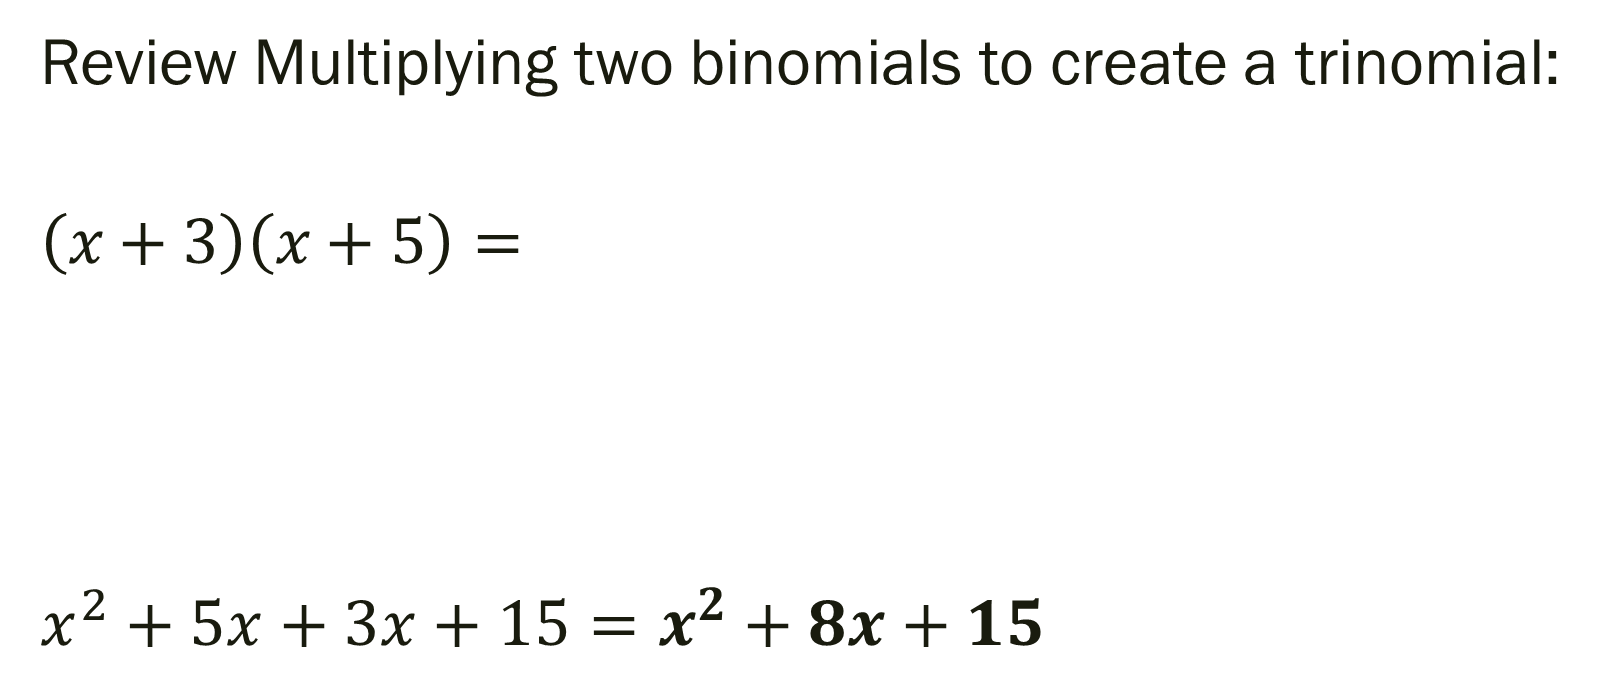 Review Multiplying two binomials to create a trinomial:
(x + 3)(x + 5) =
x² + 5x + 3x + 15 = x² + 8x + 15